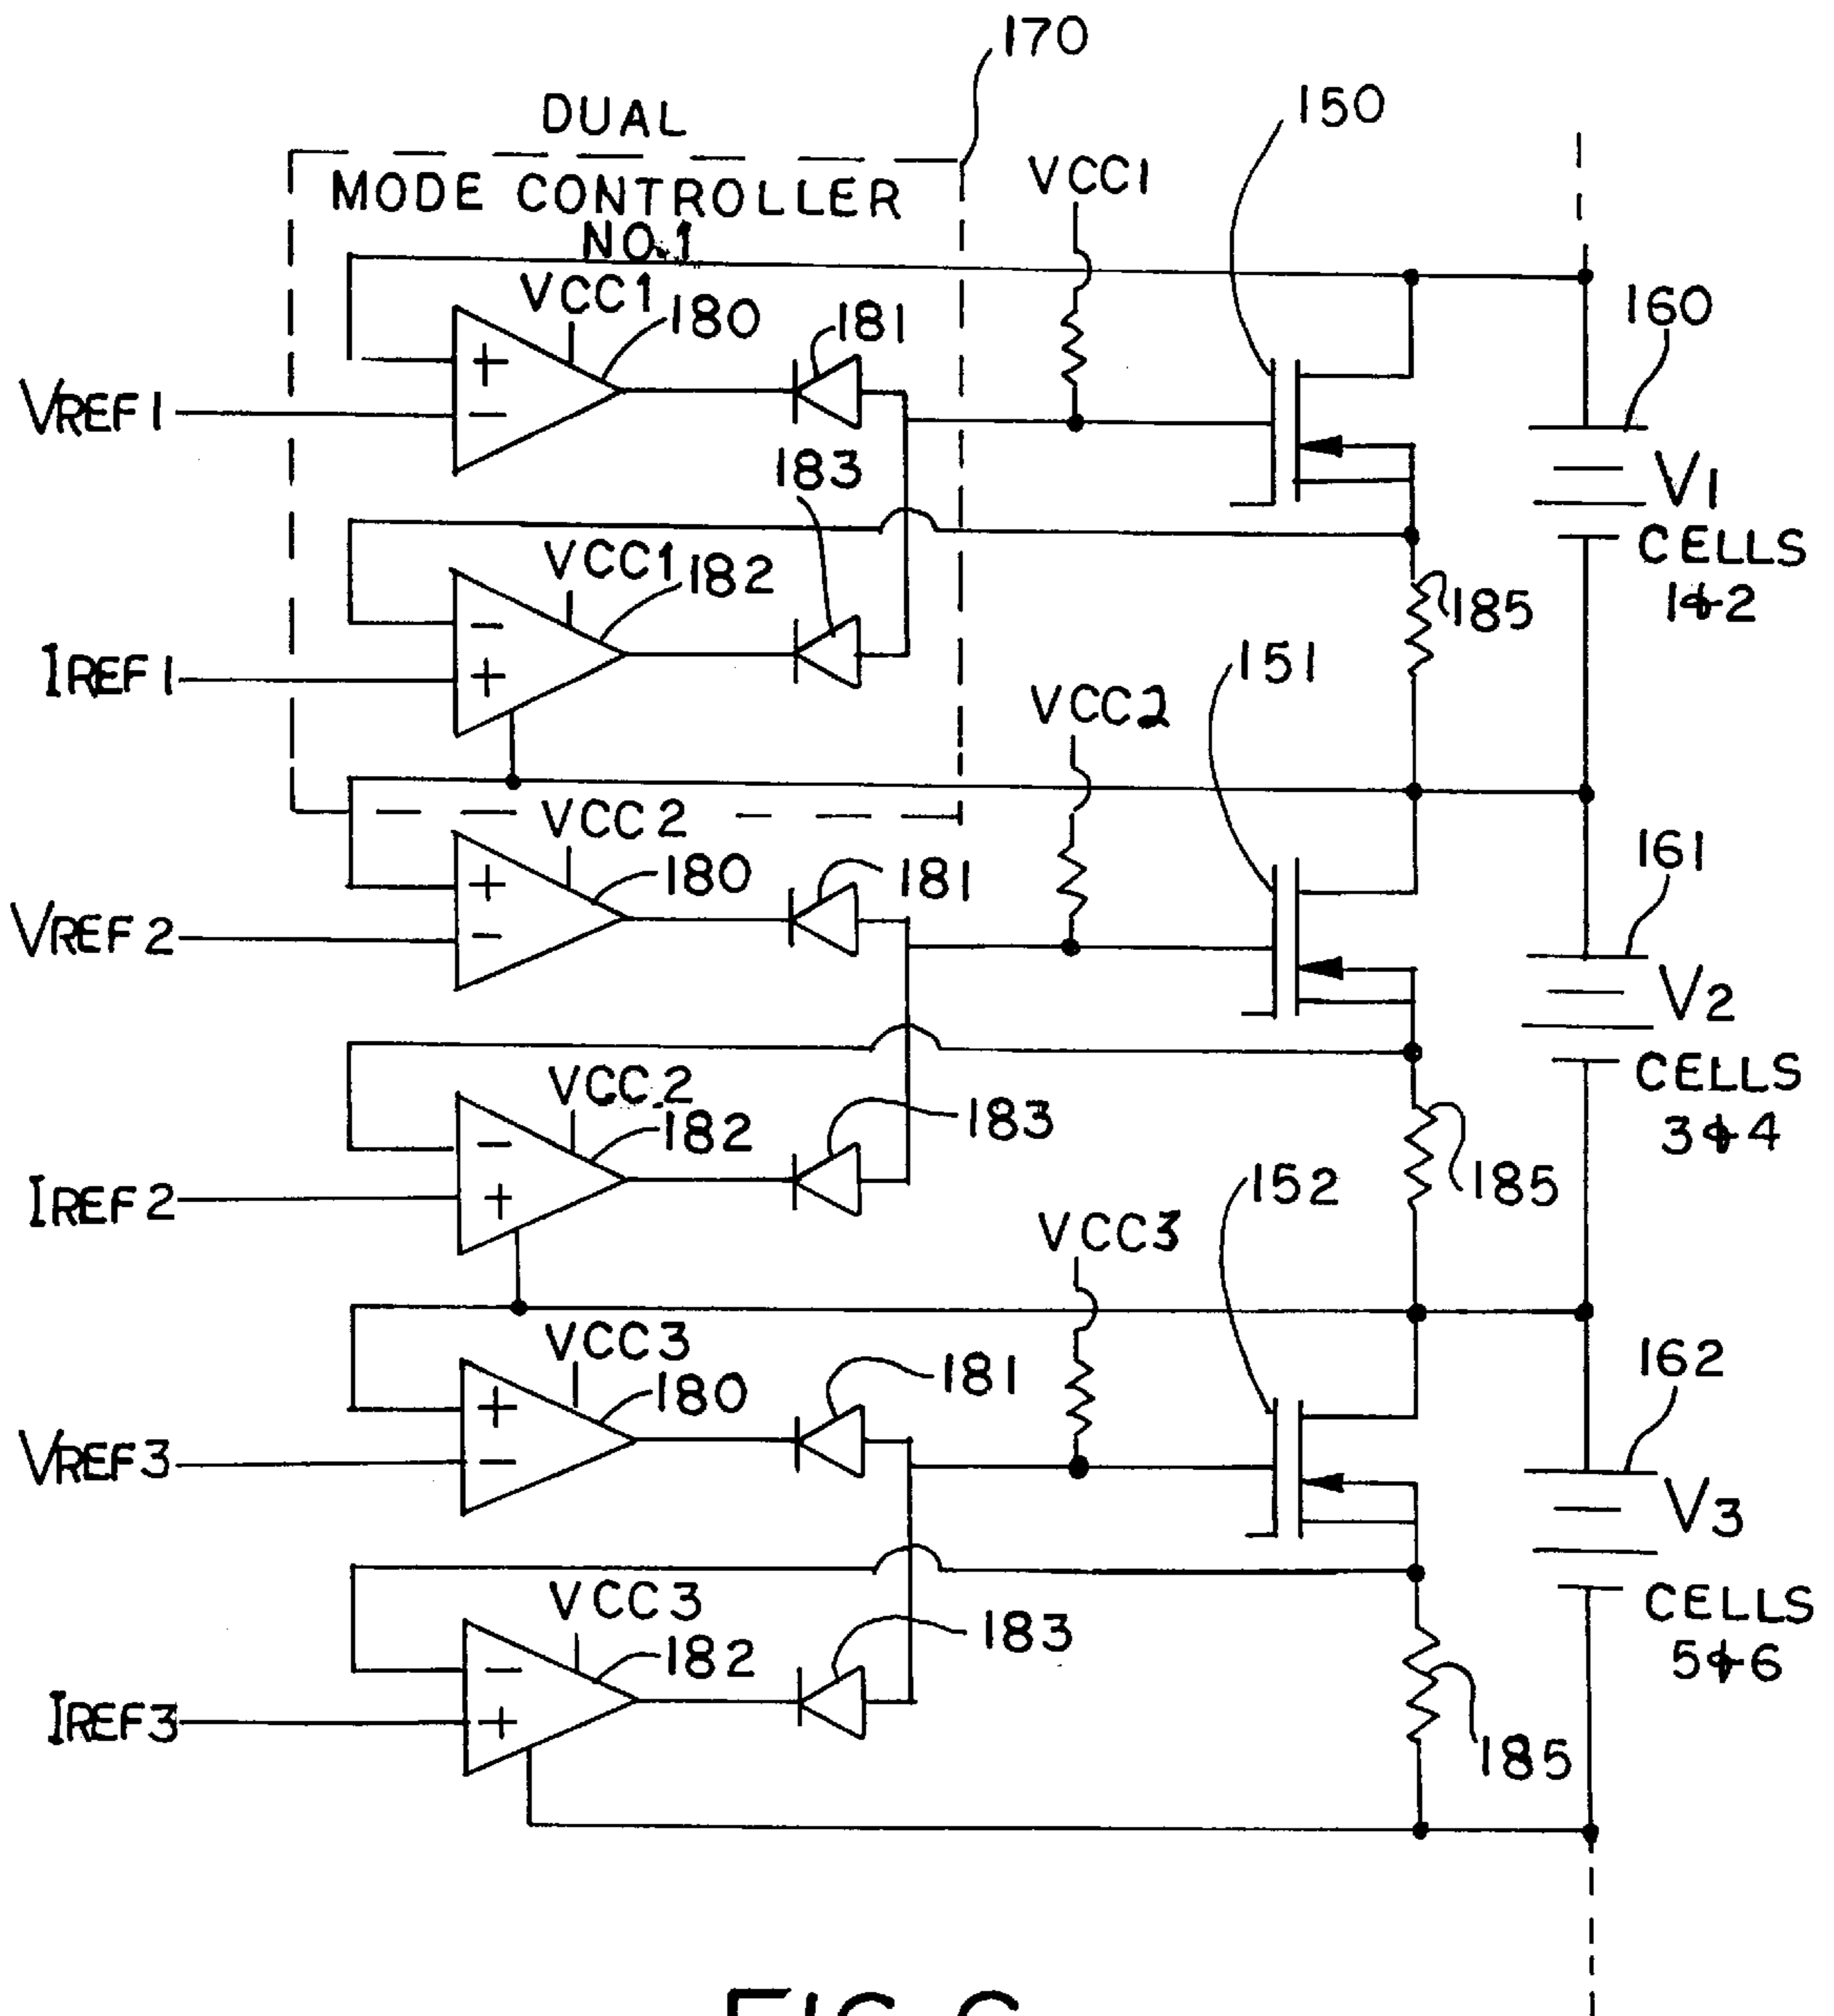 170
DUAL
150
MODE CONTROLLER
NO.1
VCC1
VCC1
180
181
160
+
−
VREF1
183
V1
CELLS
1&2
VCC1
182
185
−
+
IREF1
151
VCC2
VCC2
180
181
161
+
−
VREF2
V2
CELLS
3&4
VCC2
182
183
185
−
+
IREF2
152
VCC3
VCC3
180
181
162
+
−
VREF3
V3
CELLS
5&6
VCC3
182
183
185
−
+
IREF3